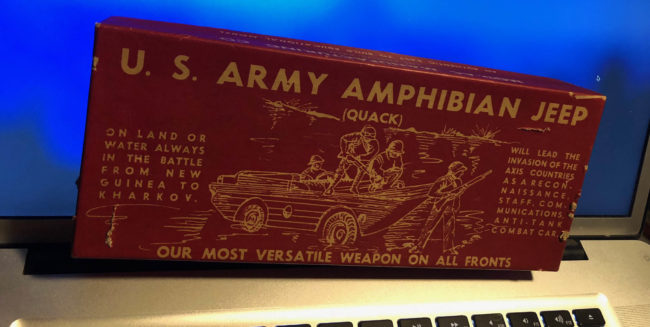 U. S. ARMY AMPHIBIAN JEEP
(QUACK)
ON LAND OR
WATER ALWAYS
IN THE BATTLE
FROM NEW
GUINEA TO
KHARKOV.
WILL LEAD THE
INVASION OF THE
AXIS COUNTRIES
AS A RECON-
NAISSANCE,
STAFF, COM-
MUNICATIONS,
ANTI-TANK
COMBAT CAR.
OUR MOST VERSATILE WEAPON ON ALL FRONTS